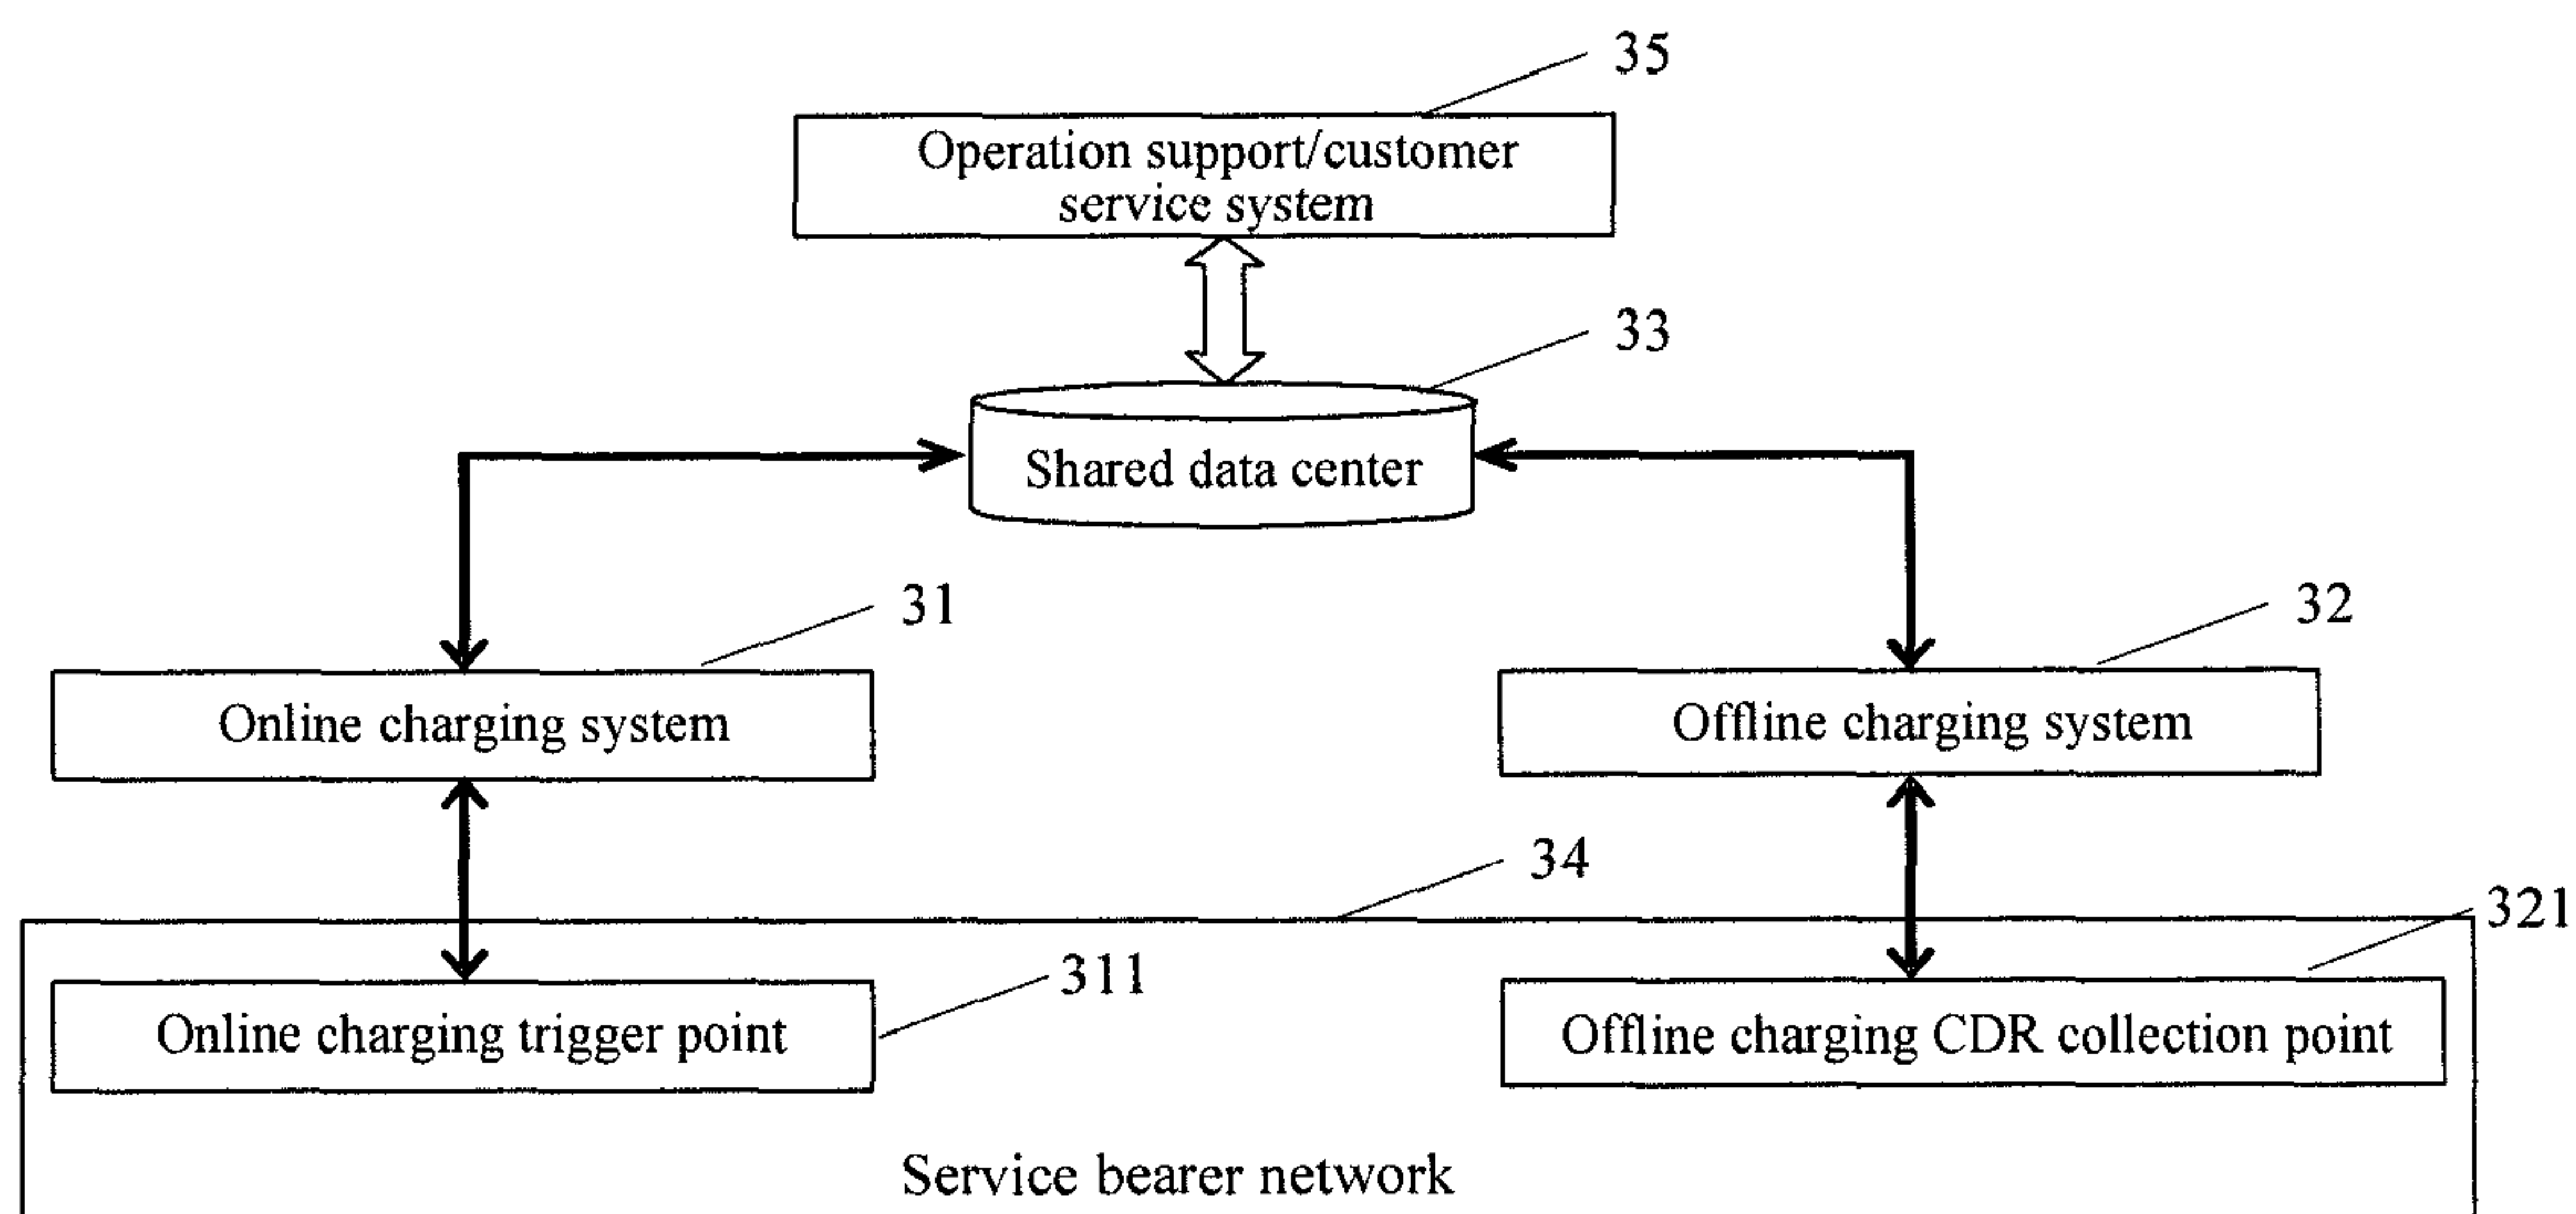 35
Operation support/customer
service system
33
Shared data center
31
32
Online charging system
Offline charging system
34
321
311
Online charging trigger point
Offline charging CDR collection point
Service bearer network